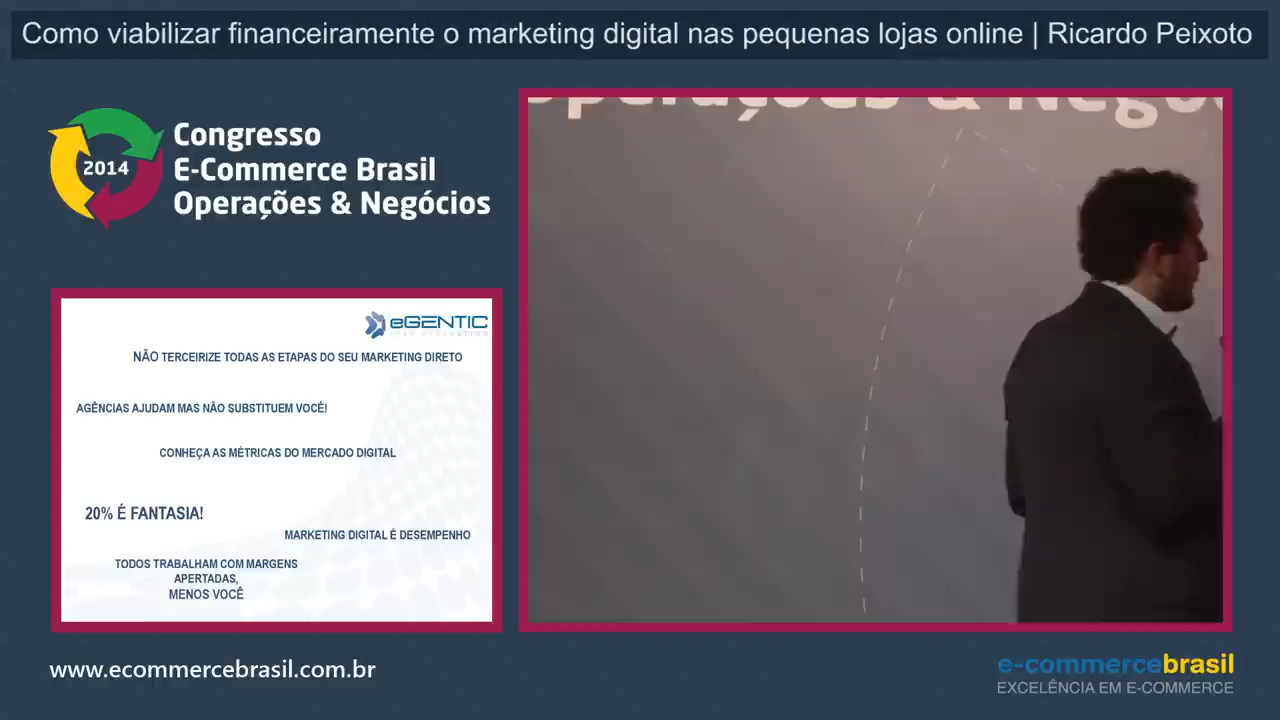 Como viabilizar financeiramente o marketing digital nas pequenas lojas online | Ricardo Peixoto
2014
Congresso
E-Commerce Brasil
Operações & Negócios
Operações & Negóc
eGENTIC
NÃO TERCEIRIZE TODAS AS ETAPAS DO SEU MARKETING DIRETO
AGÊNCIAS AJUDAM MAS NÃO SUBSTITUEM VOCÊ!
CONHEÇA AS MÉTRICAS DO MERCADO DIGITAL
20% É FANTASIA!
MARKETING DIGITAL É DESEMPENHO
TODOS TRABALHAM COM MARGENS
APERTADAS,
MENOS VOCÊ
www.ecommercebrasil.com.br
e-commercebrasil
EXCELÊNCIA EM E-COMMERCE